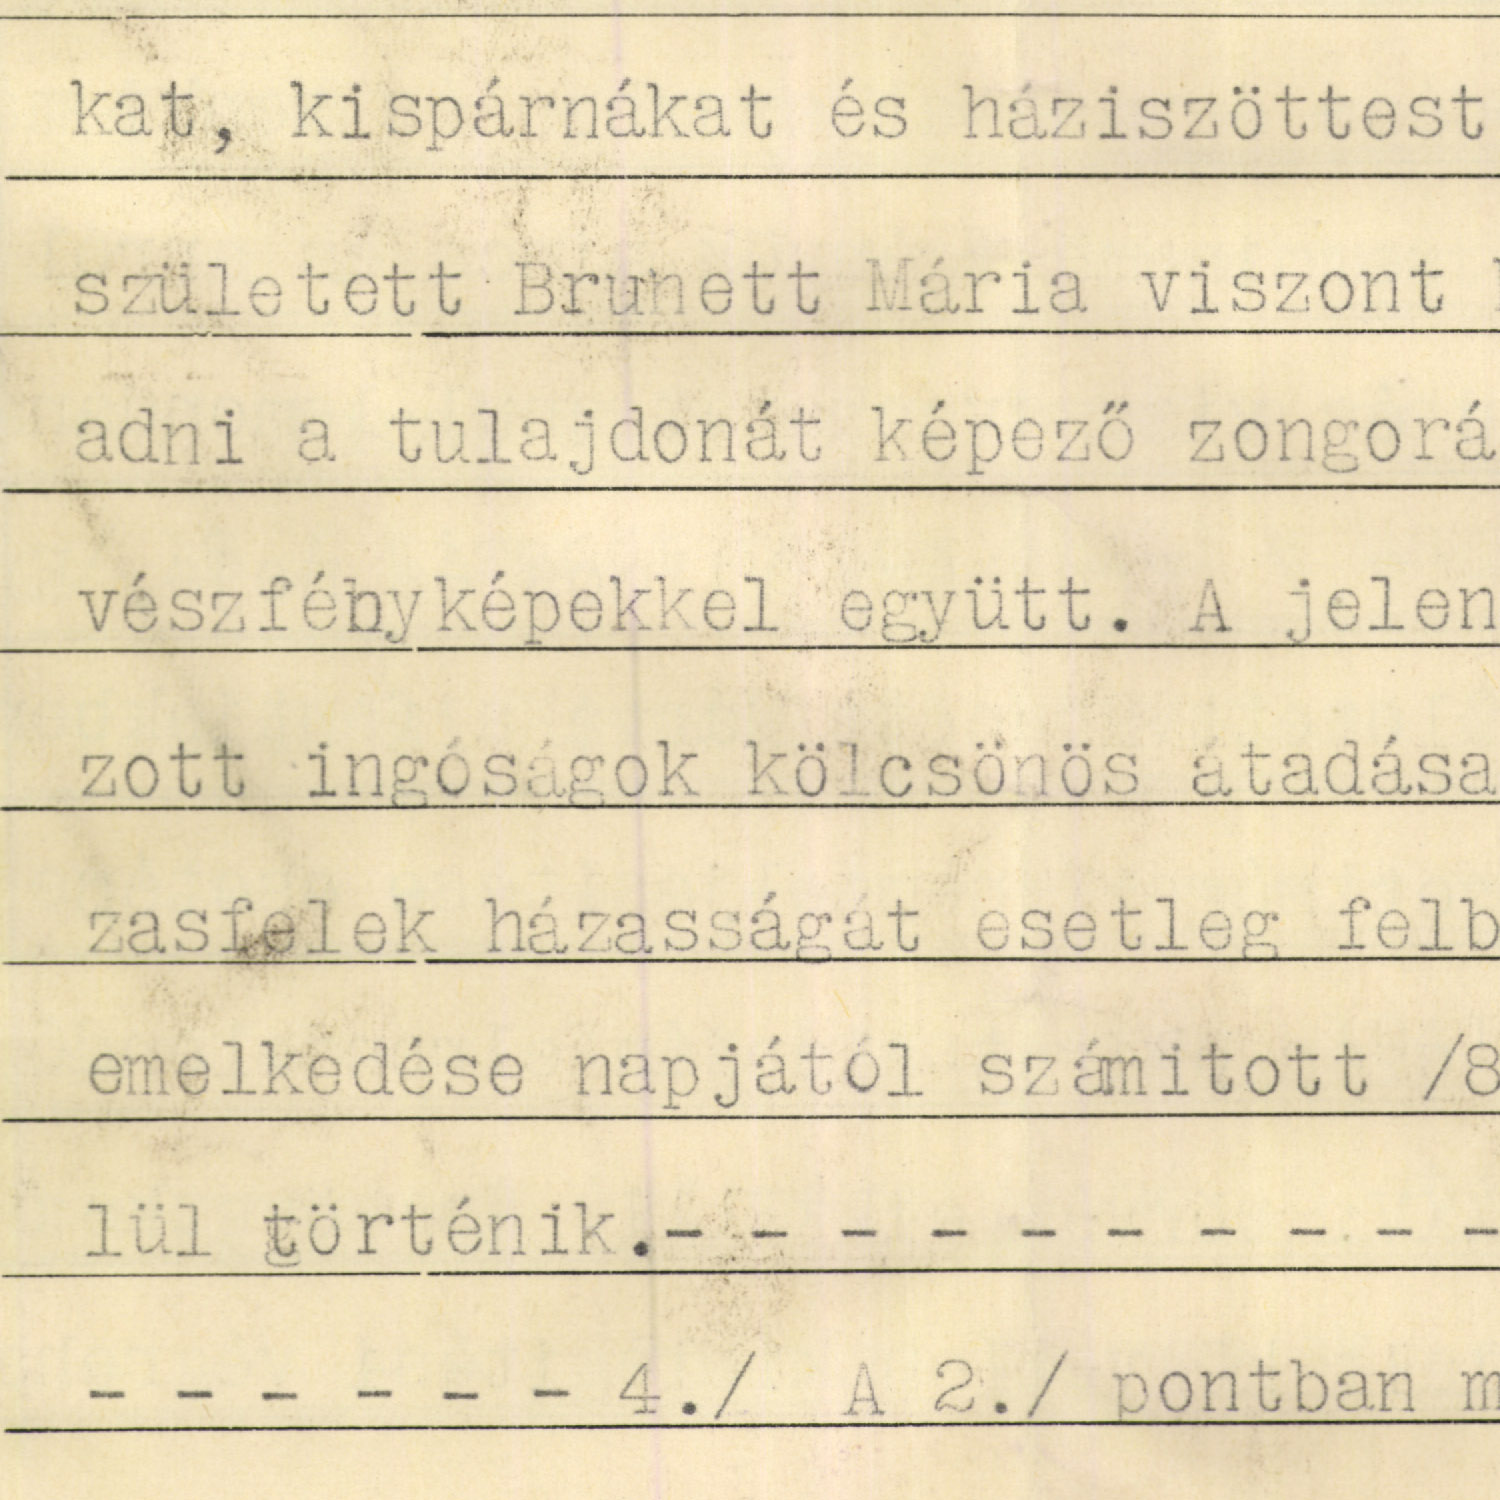 kat, kispárnákat és háziszöttest
született Brunett Mária viszont
adni a tulajdonát képező zongorá
vészfényképekkel együtt. A jelen
zott ingóságok kölcsönös átadása
zasfelek házasságát esetleg felb
emelkedése napjától számitott /8
lül történik.- - - - - - - - - -
- - - - - - 4./ A 2./ pontban m